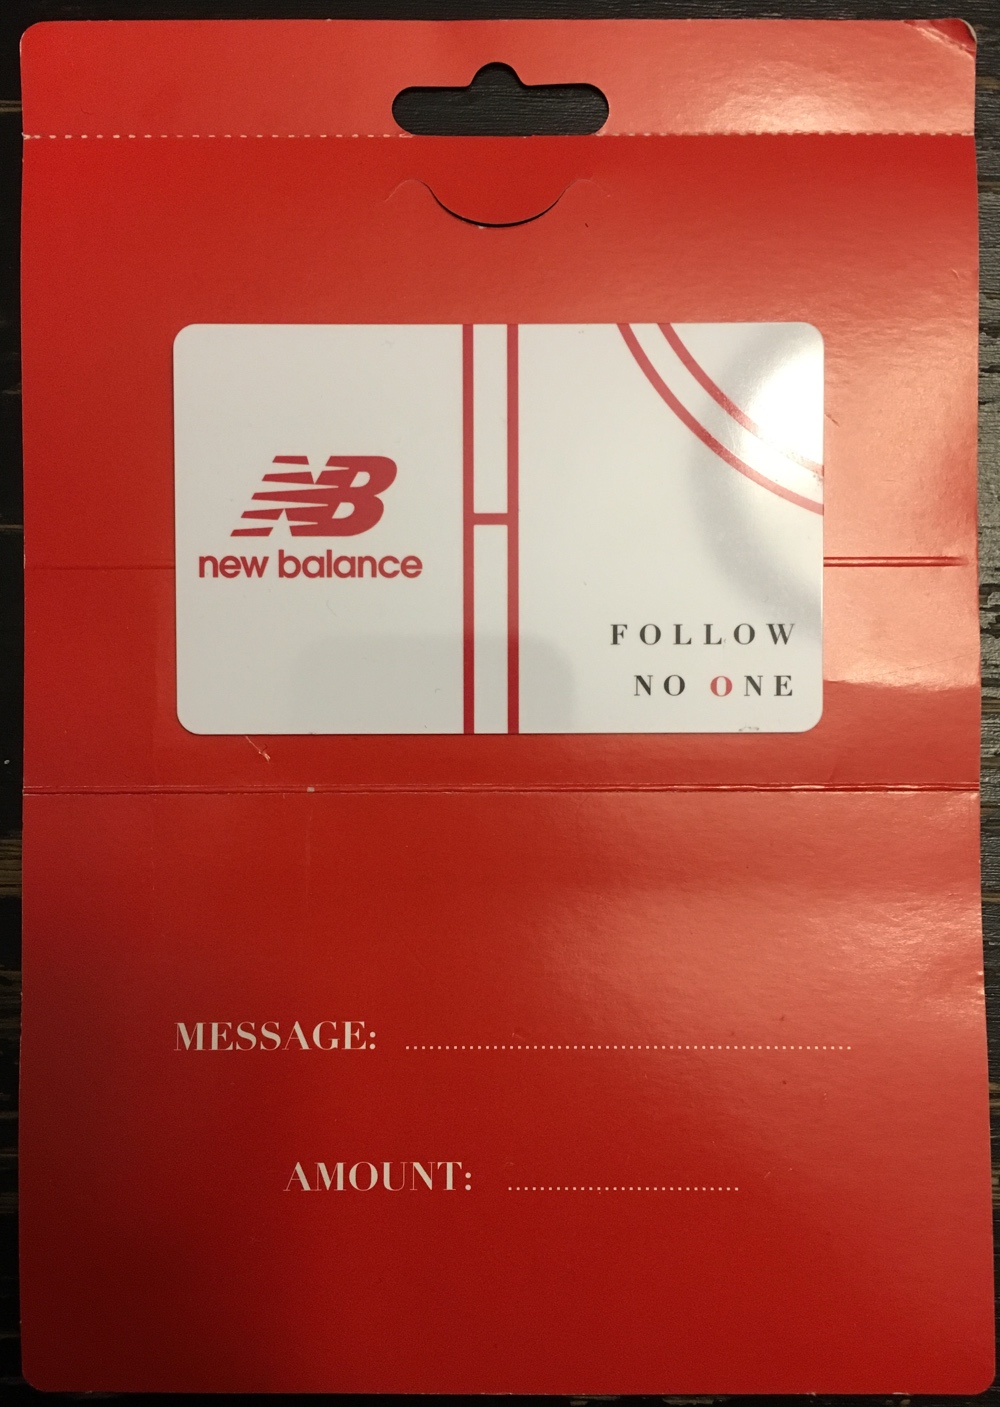 NB
new balance
FOLLOW
NO ONE
MESSAGE: ........................................................................
AMOUNT: .....................................